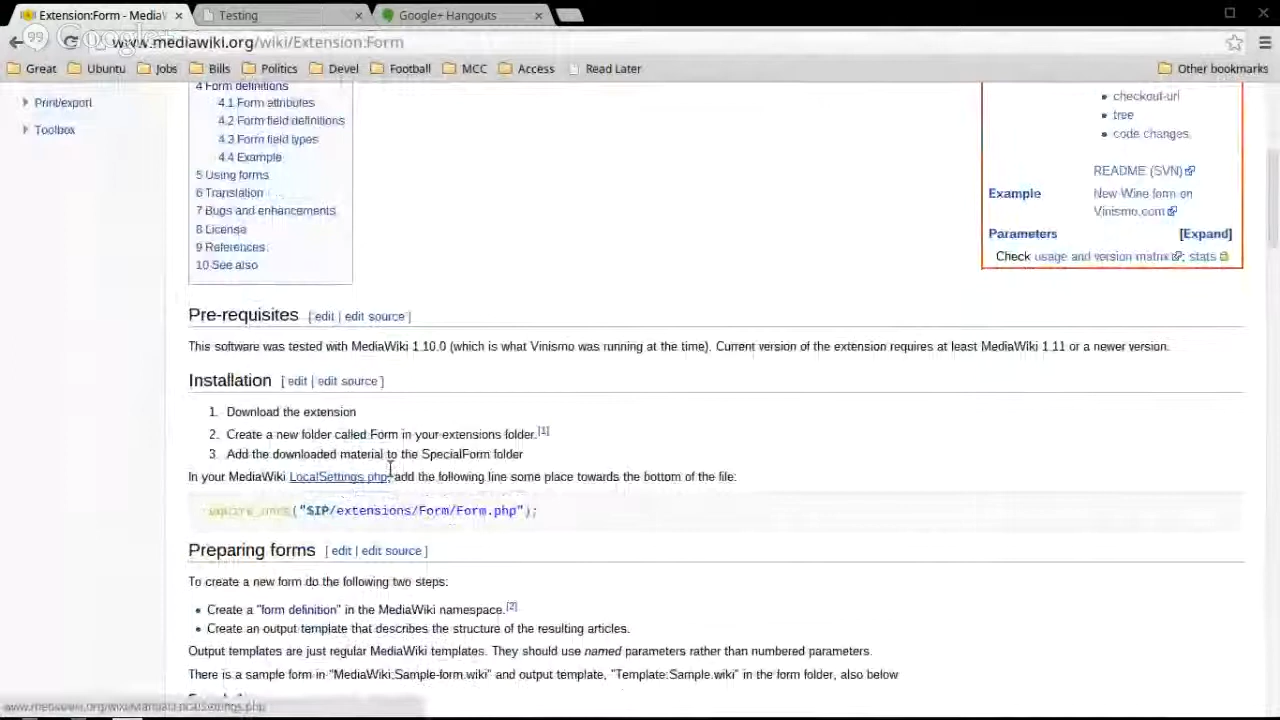 Extension:Form - MediaW
Testing
Google+ Hangouts
Google+
www.mediawiki.org/wiki/Extension:Form
Great
Ubuntu
Jobs
Bills
Politics
Devel
Football
MCC
Access
Read Later
Other bookmarks
Print/export
Toolbox
4 Form definitions
4.1 Form attributes
4.2 Form field definitions
4.3 Form field types
4.4 Example
5 Using forms
6 Translation
7 Bugs and enhancements
8 License
9 References
10 See also
checkout-url
tree
code changes
README (SVN)
Example New Wine form on
Vinismo.com
Parameters [Expand]
Check usage and version matrix; stats
Pre-requisites [ edit | edit source ]
This software was tested with MediaWiki 1.10.0 (which is what Vinismo was running at the time). Current version of the extension requires at least MediaWiki 1.11 or a newer version.
Installation [ edit | edit source ]
1. Download the extension
2. Create a new folder called Form in your extensions folder.[1]
3. Add the downloaded material to the SpecialForm folder
In your MediaWiki LocalSettings.php, add the following line some place towards the bottom of the file:
require_once("$IP/extensions/Form/Form.php");
Preparing forms [ edit | edit source ]
To create a new form do the following two steps:
• Create a "form definition" in the MediaWiki namespace.[2]
• Create an output template that describes the structure of the resulting articles.
Output templates are just regular MediaWiki templates. They should use named parameters rather than numbered parameters.
There is a sample form in "MediaWiki:Sample-form.wiki" and output template, "Template:Sample.wiki" in the form folder, also below
www.mediawiki.org/wiki/Manual:LocalSettings.php